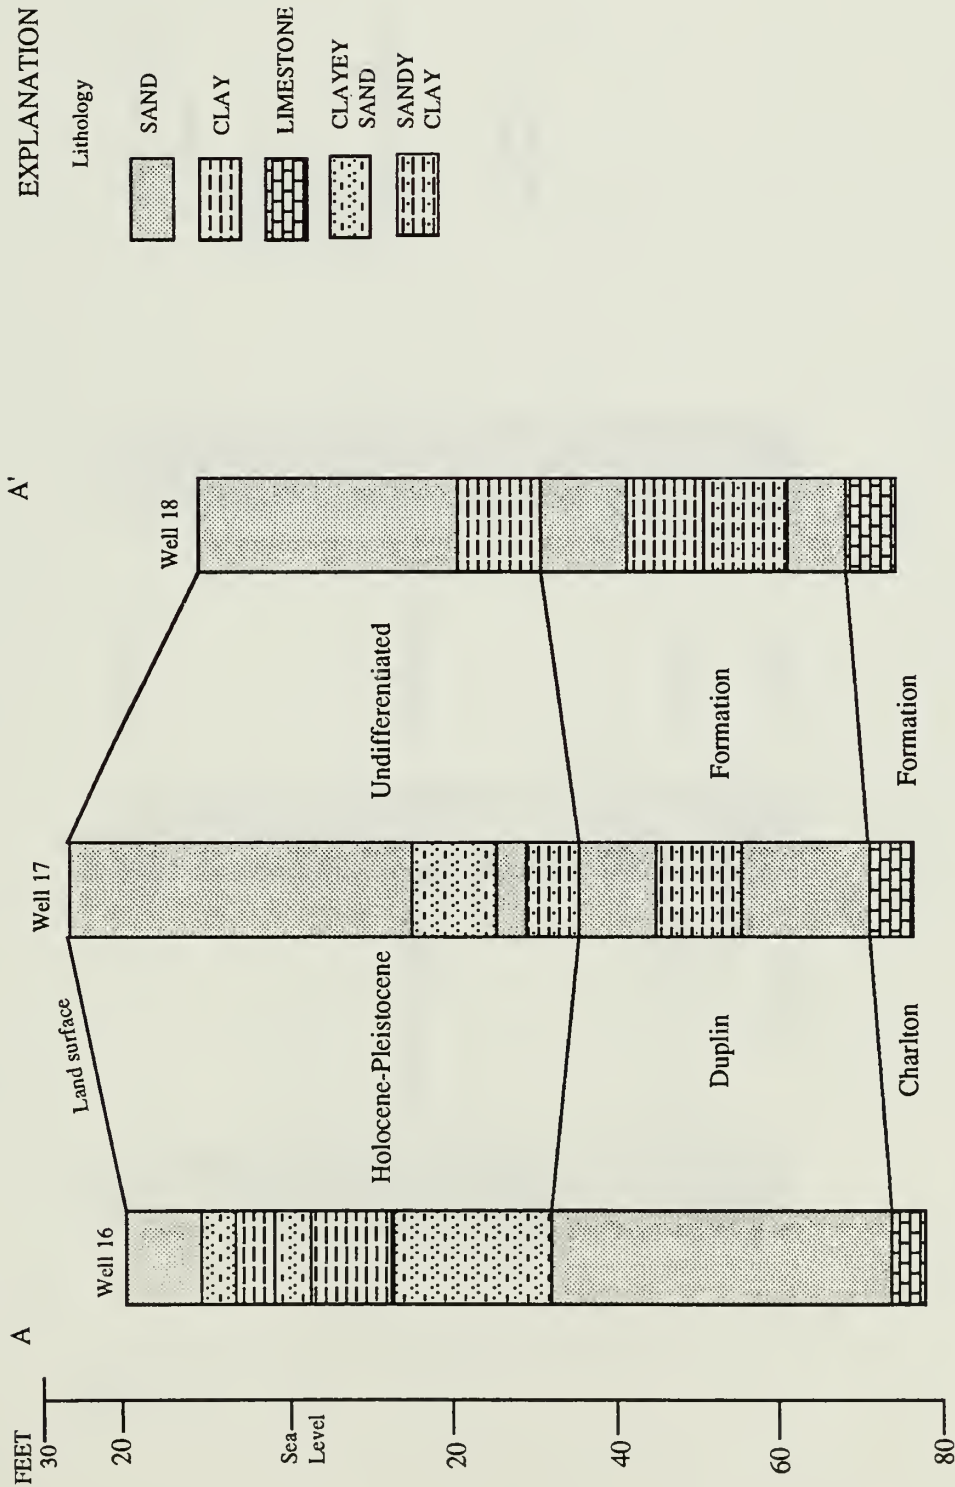 A
A'
FEET
30
20
Sea
Level
20
40
60
80
Well 16
Well 17
Well 18
Land surface
Holocene-Pleistocene
Undifferentiated
Duplin
Formation
Charlton
Formation
EXPLANATION
Lithology
SAND
CLAY
LIMESTONE
CLAYEY
SAND
SANDY
CLAY